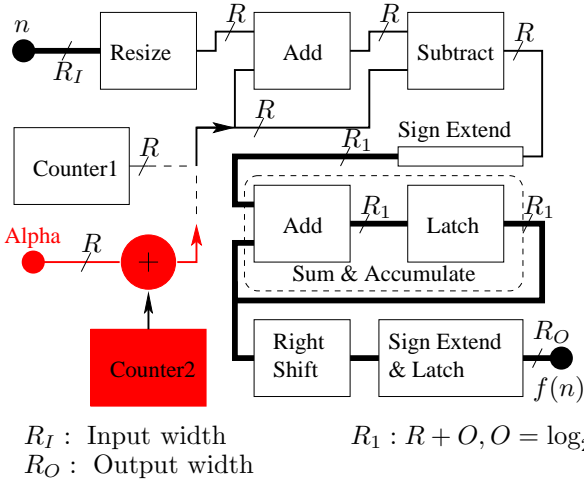 n
R_I
Resize
R
Add
R
Subtract
R
R
Counter1
R
R_1
Sign Extend
Alpha
R
+
Add
R_1
Latch
R_1
Sum & Accumulate
Counter2
Right
Shift
Sign Extend
& Latch
R_O
f(n)
R_I : Input width
R_O : Output width
R_1 : R + O, O = log_2